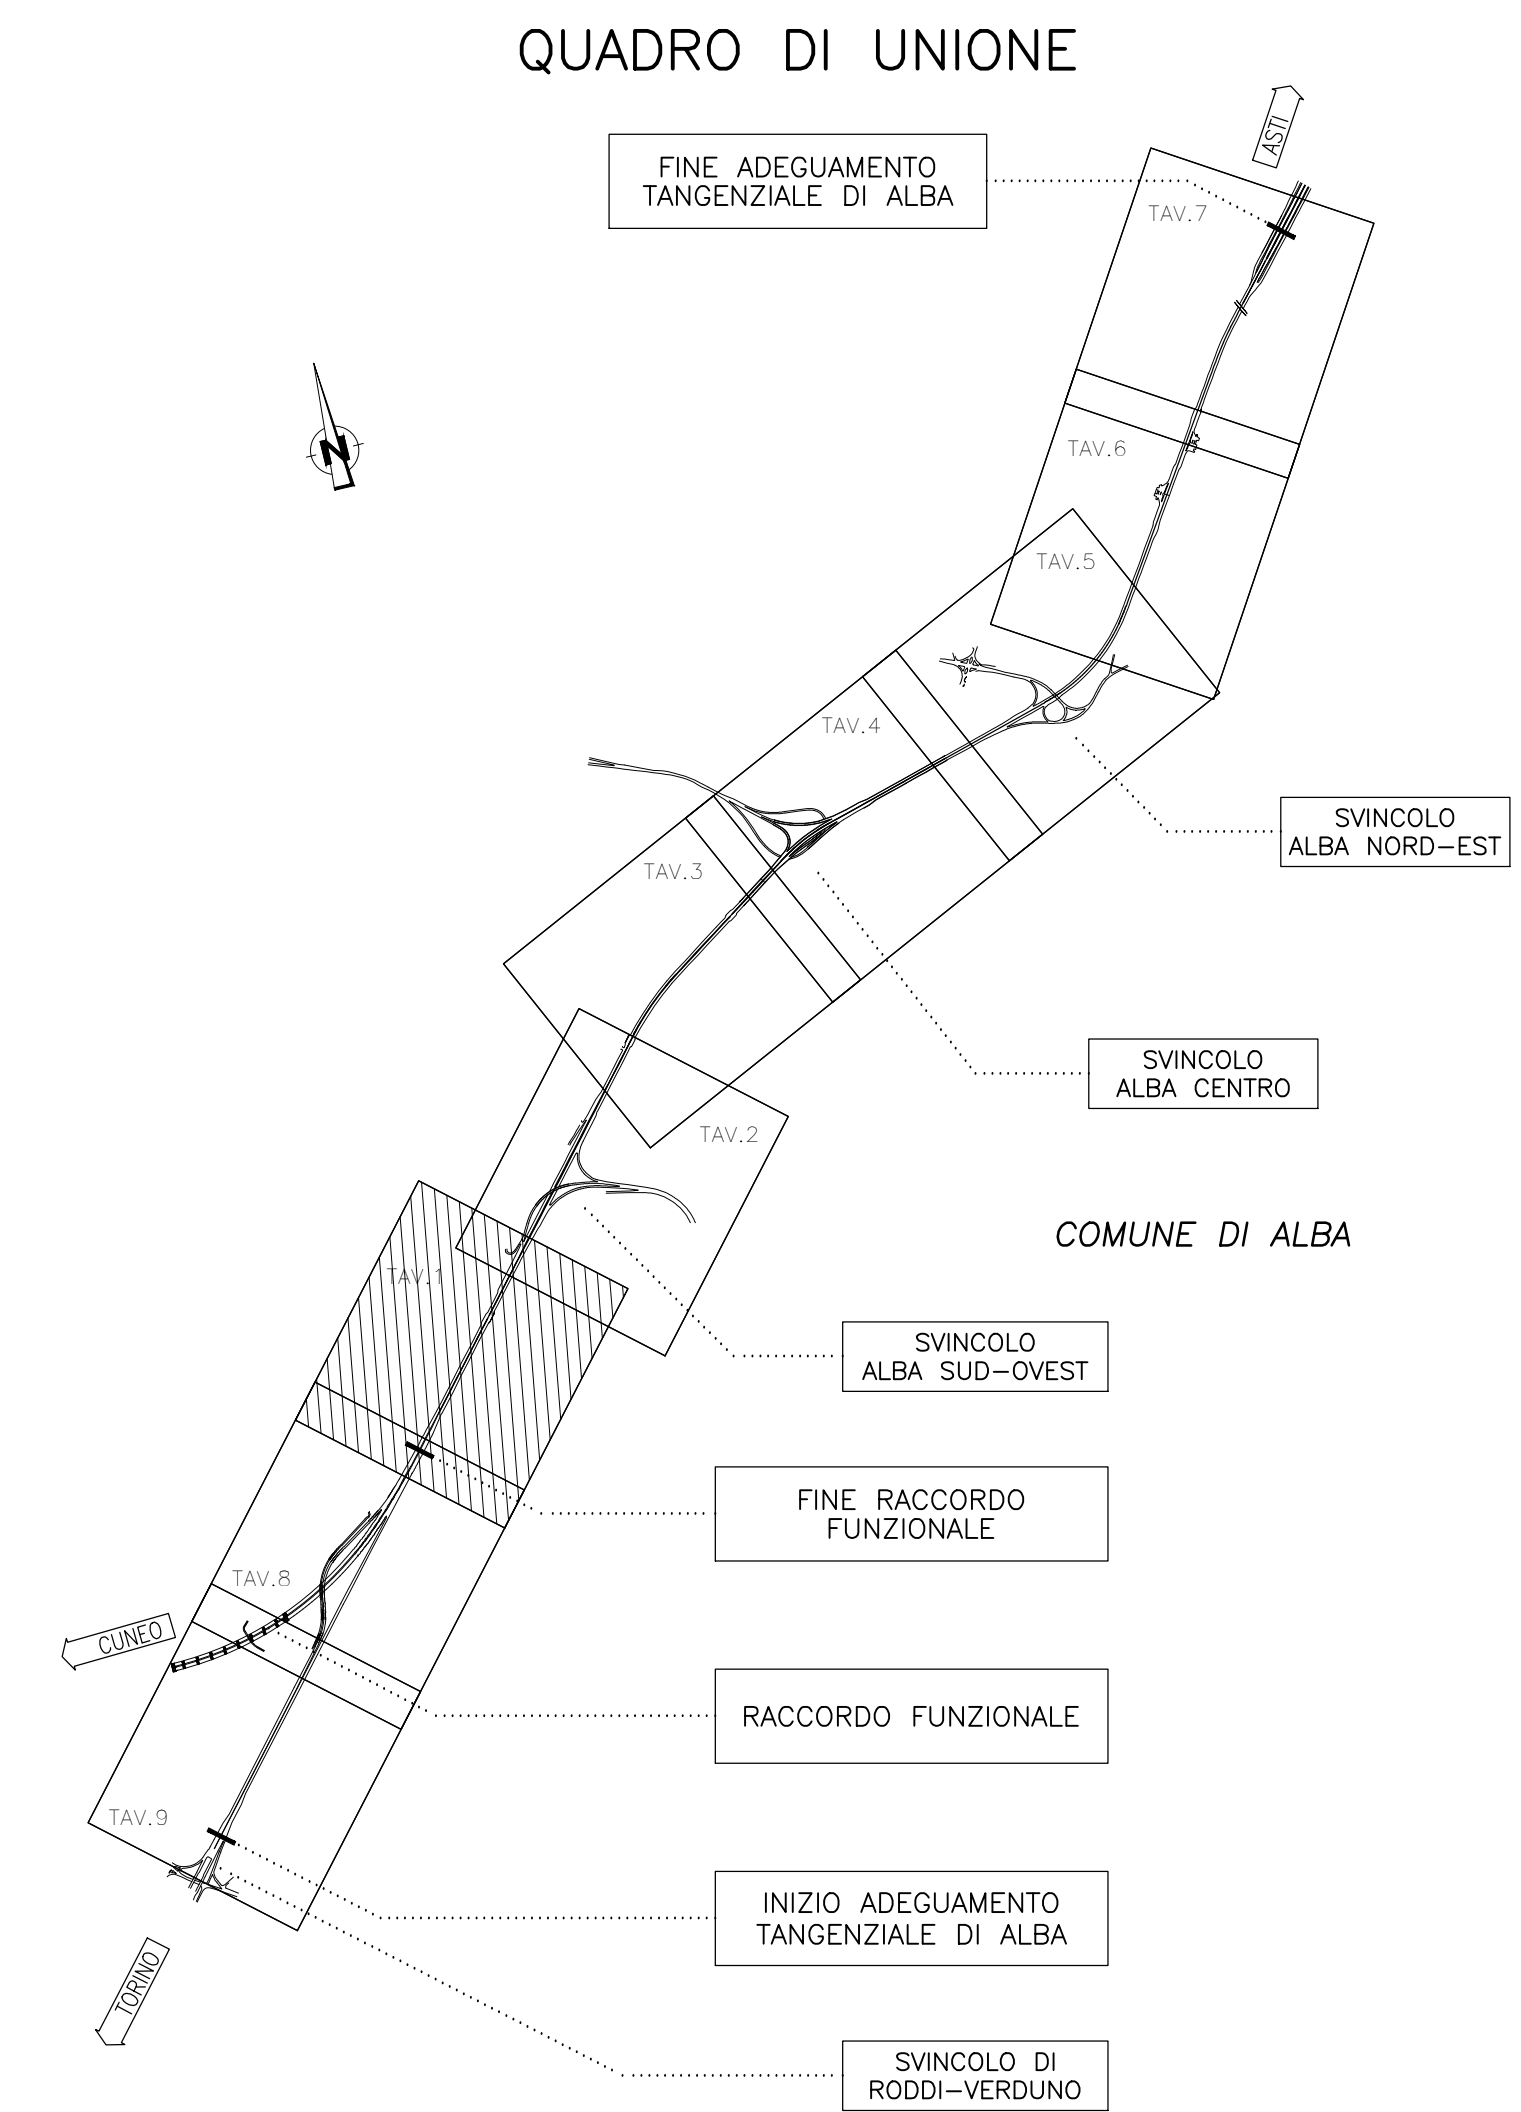 QUADRO DI UNIONE
ASTI
FINE ADEGUAMENTO
TANGENZIALE DI ALBA
TAV.7
N
TAV.6
TAV.5
TAV.4
SVINCOLO
ALBA NORD-EST
TAV.3
SVINCOLO
ALBA CENTRO
TAV.2
COMUNE DI ALBA
TAV.1
SVINCOLO
ALBA SUD-OVEST
FINE RACCORDO
FUNZIONALE
TAV.8
CUNEO
RACCORDO FUNZIONALE
TAV.9
INIZIO ADEGUAMENTO
TANGENZIALE DI ALBA
TORINO
SVINCOLO DI
RODDI-VERDUNO